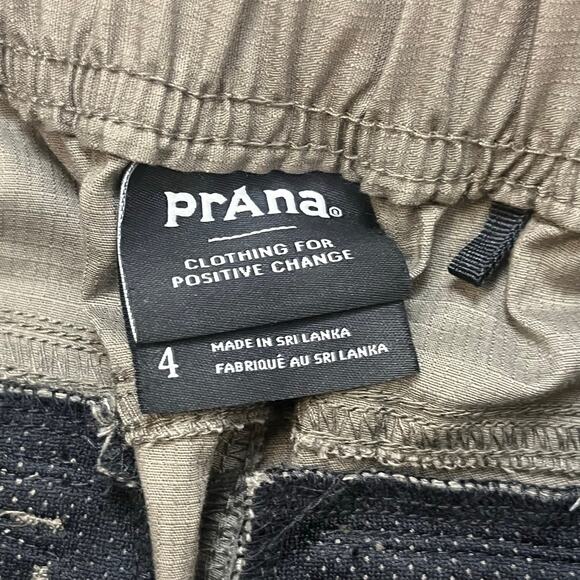 prAna®
CLOTHING FOR
POSITIVE CHANGE
4
MADE IN SRI LANKA
FABRIQUÉ AU SRI LANKA